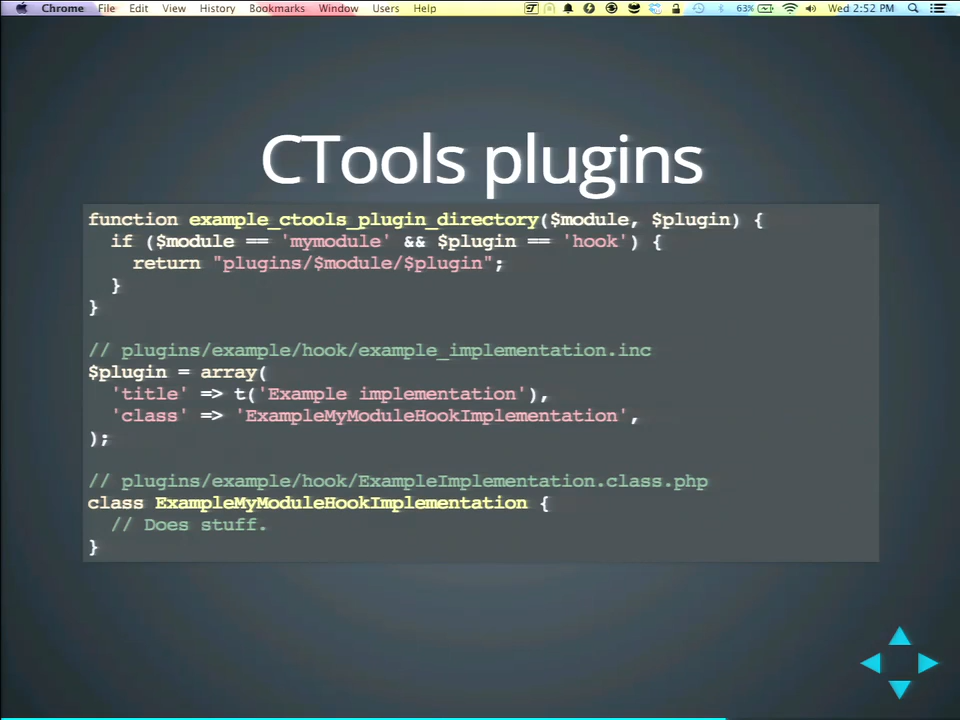 Chrome File Edit View History Bookmarks Window Users Help 63% Wed 2:52 PM
CTools plugins
function example_ctools_plugin_directory($module, $plugin) {
  if ($module == 'mymodule' && $plugin == 'hook') {
    return "plugins/$module/$plugin";
  }
}
// plugins/example/hook/example_implementation.inc
$plugin = array(
  'title' => t('Example implementation'),
  'class' => 'ExampleMyModuleHookImplementation',
);
// plugins/example/hook/ExampleImplementation.class.php
class ExampleMyModuleHookImplementation {
  // Does stuff.
}